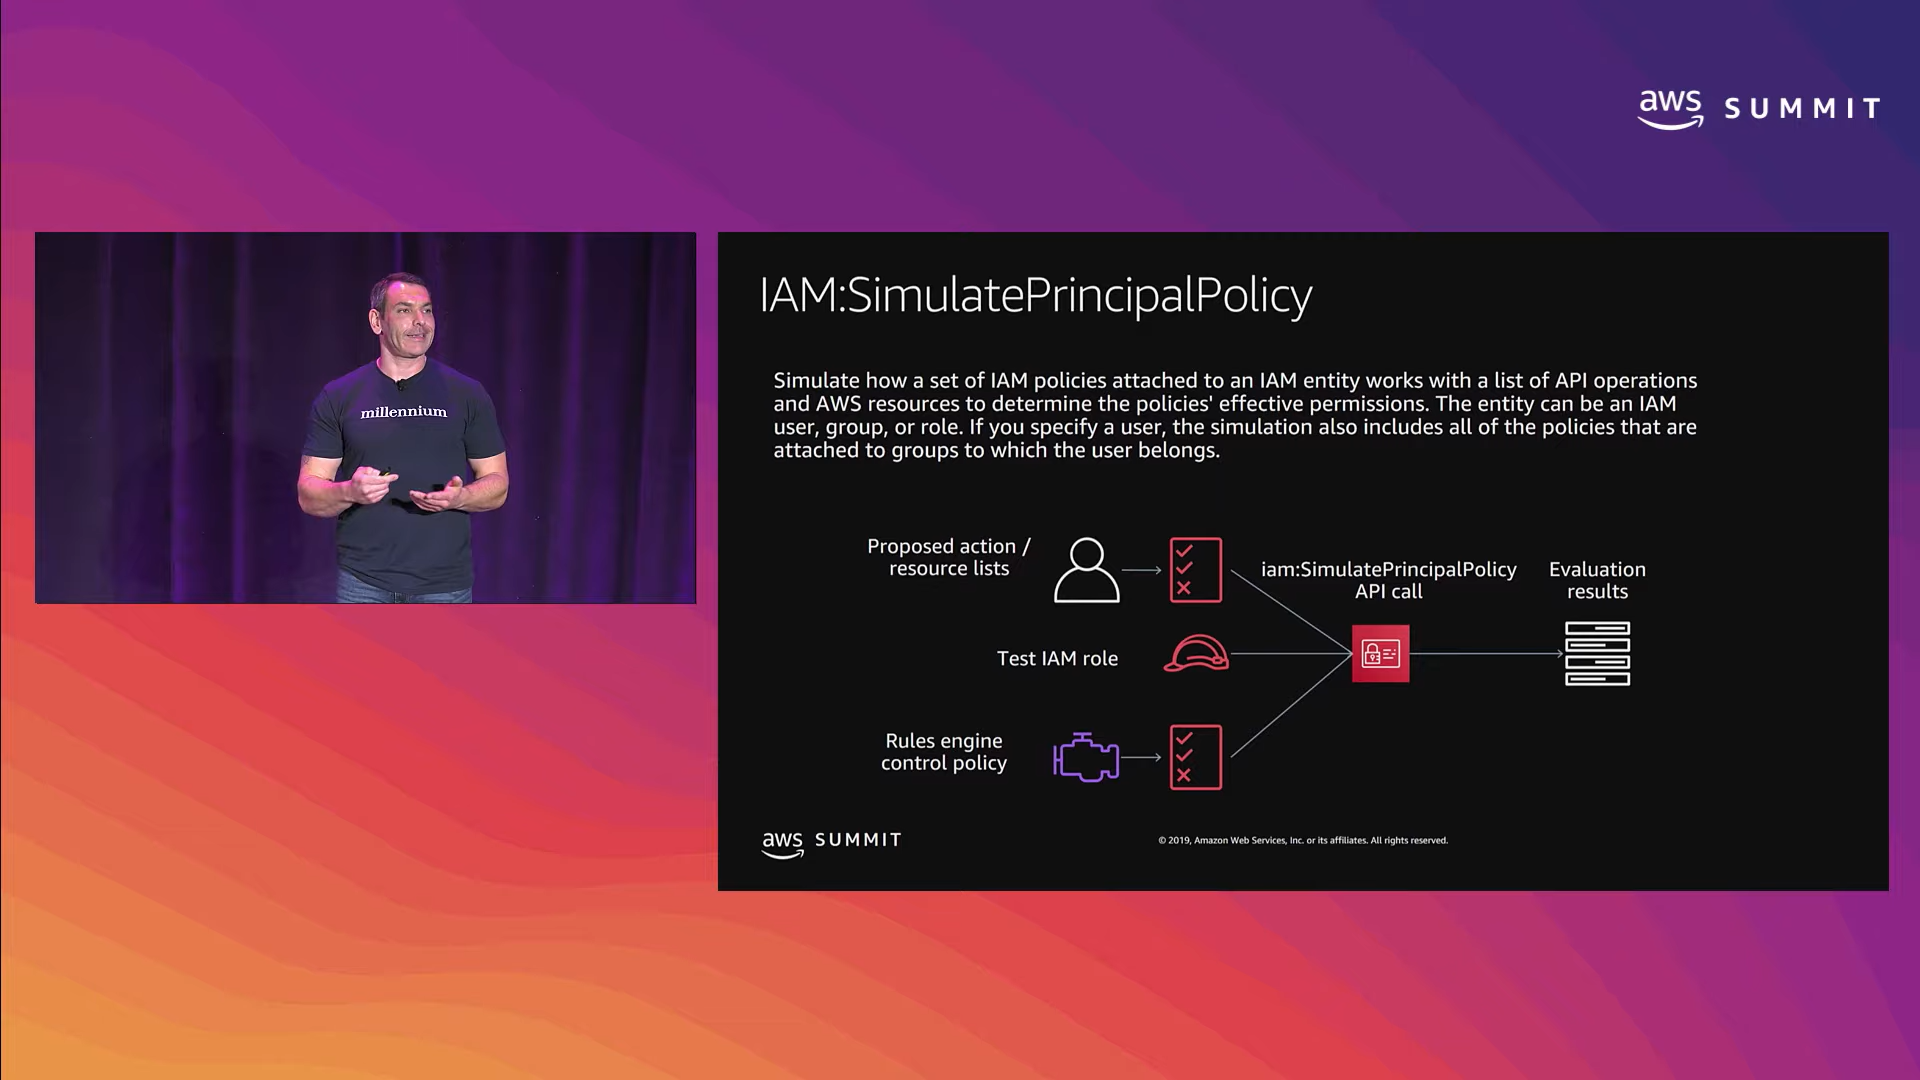 aws SUMMIT
millennium
IAM:SimulatePrincipalPolicy
Simulate how a set of IAM policies attached to an IAM entity works with a list of API operations
and AWS resources to determine the policies' effective permissions. The entity can be an IAM
user, group, or role. If you specify a user, the simulation also includes all of the policies that are
attached to groups to which the user belongs.
Proposed action /
resource lists
iam:SimulatePrincipalPolicy
API call
Evaluation
results
Test IAM role
Rules engine
control policy
aws SUMMIT
© 2019, Amazon Web Services, Inc. or its affiliates. All rights reserved.